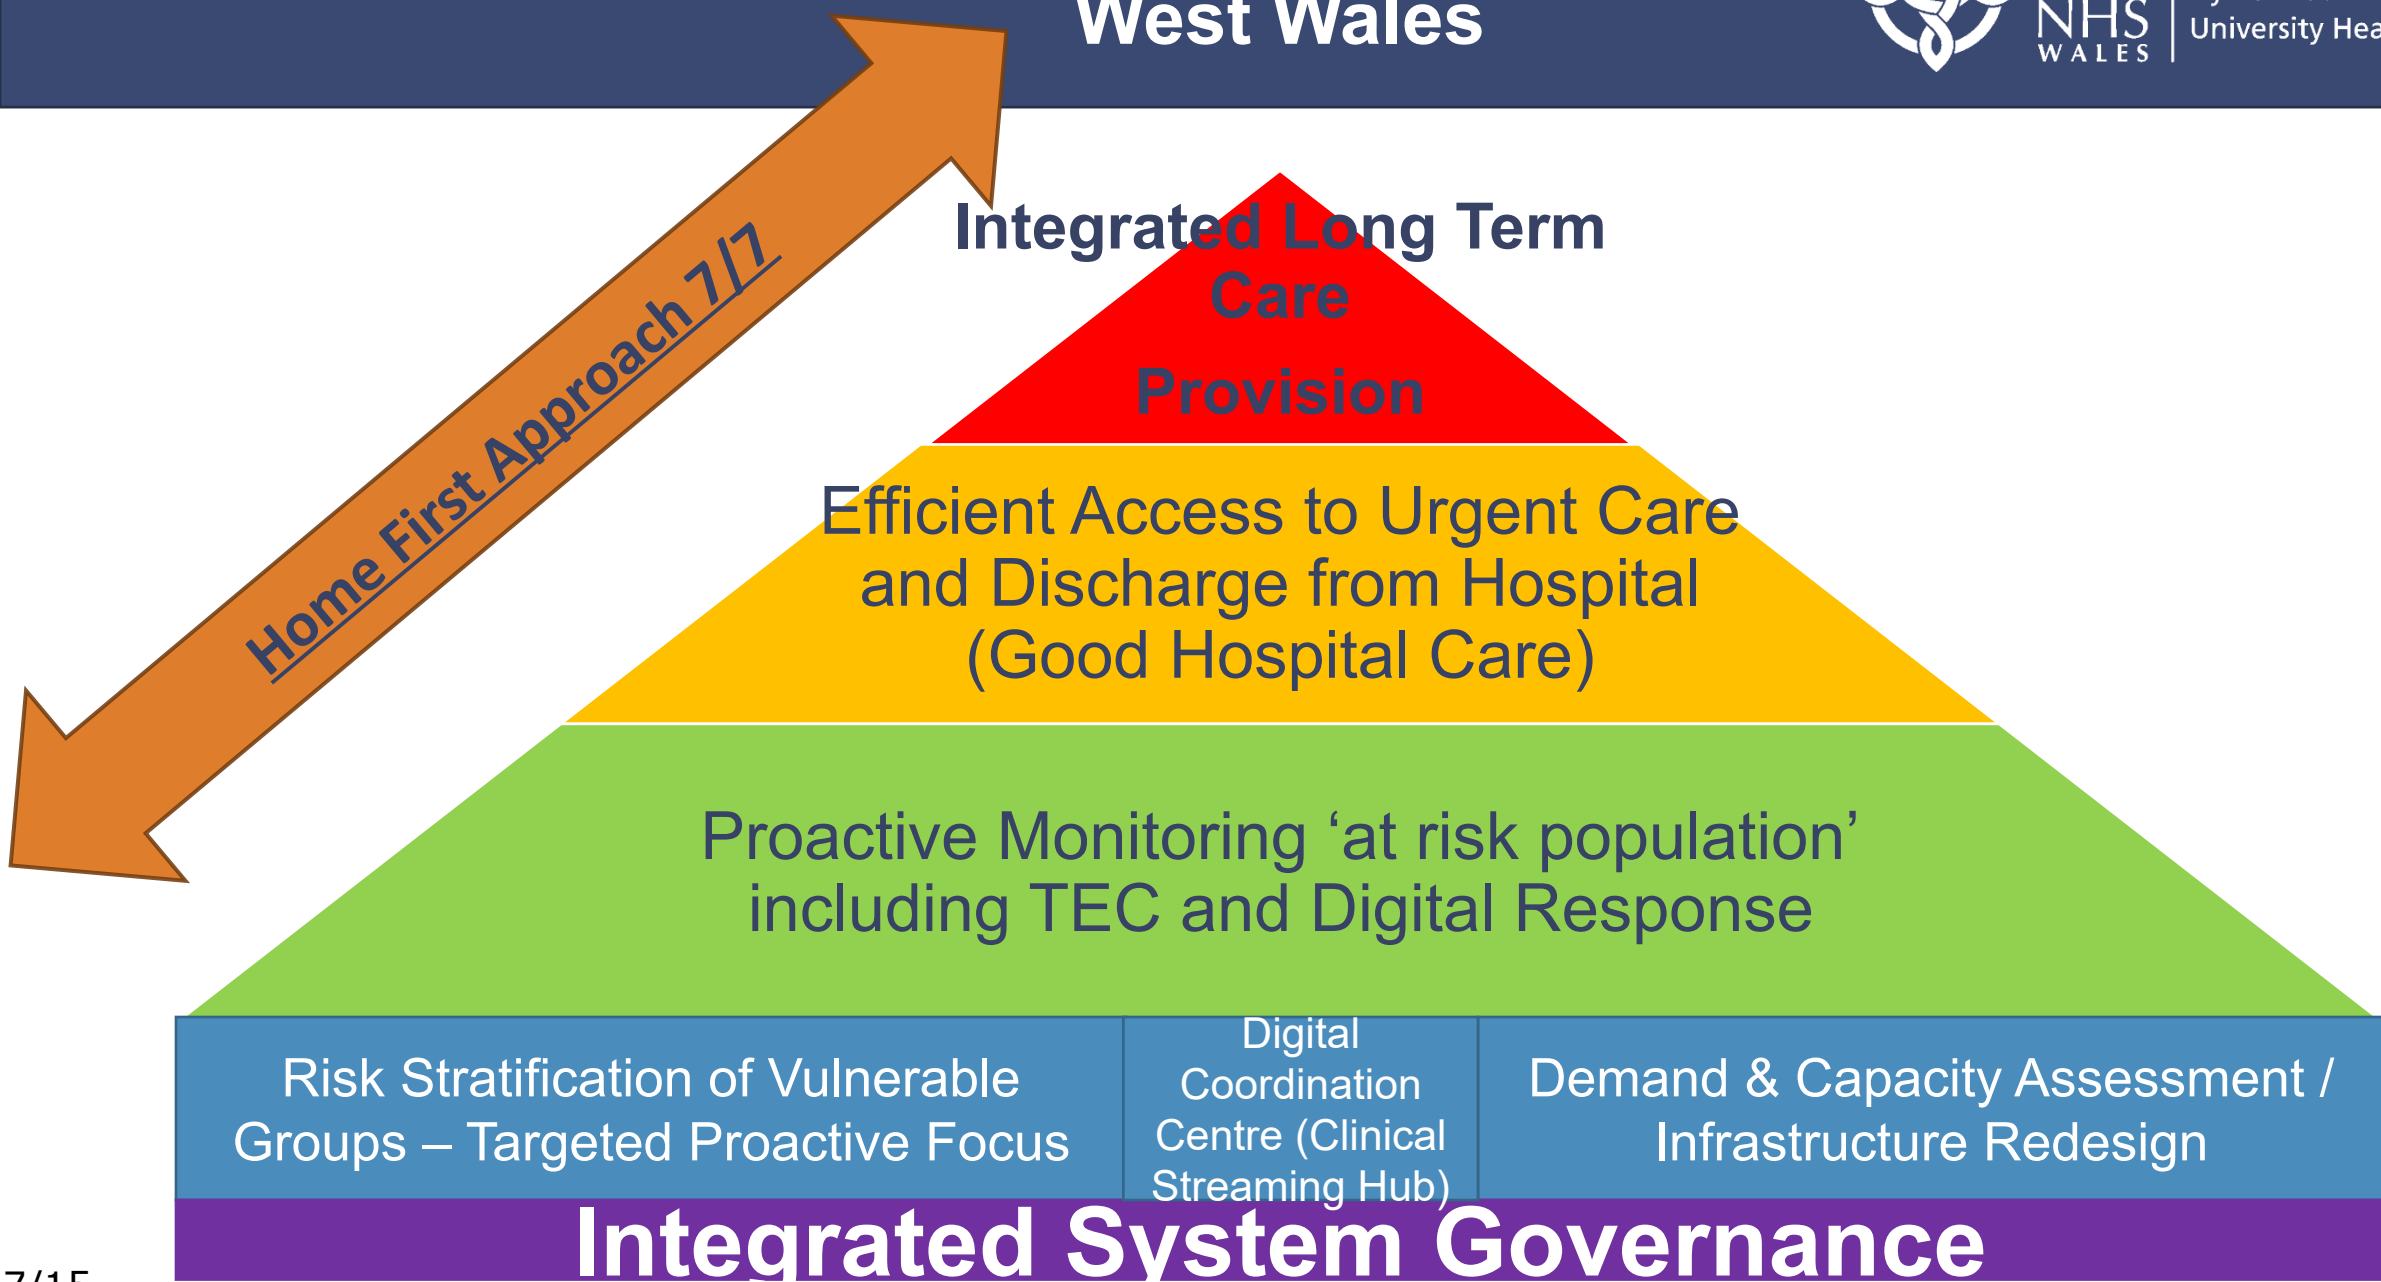 West Wales
NHS
WALES
University
Home First Approach 7/7
Integrated Long Term
Care
Provision
Efficient Access to Urgent Care
and Discharge from Hospital
(Good Hospital Care)
Proactive Monitoring ‘at risk population’
including TEC and Digital Response
Risk Stratification of Vulnerable
Groups – Targeted Proactive Focus
Digital
Coordination
Centre (Clinical
Streaming Hub)
Demand & Capacity Assessment /
Infrastructure Redesign
Integrated System Governance
7/15